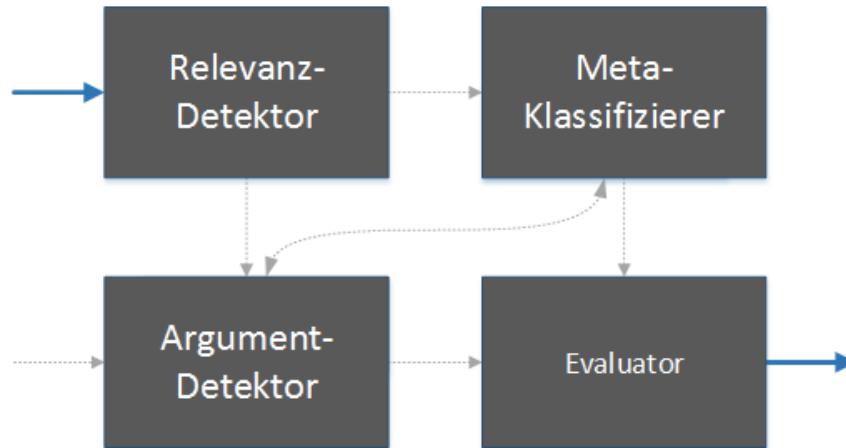 Relevanz-
Detektor
Meta-
Klassifizierer
Argument-
Detektor
Evaluator